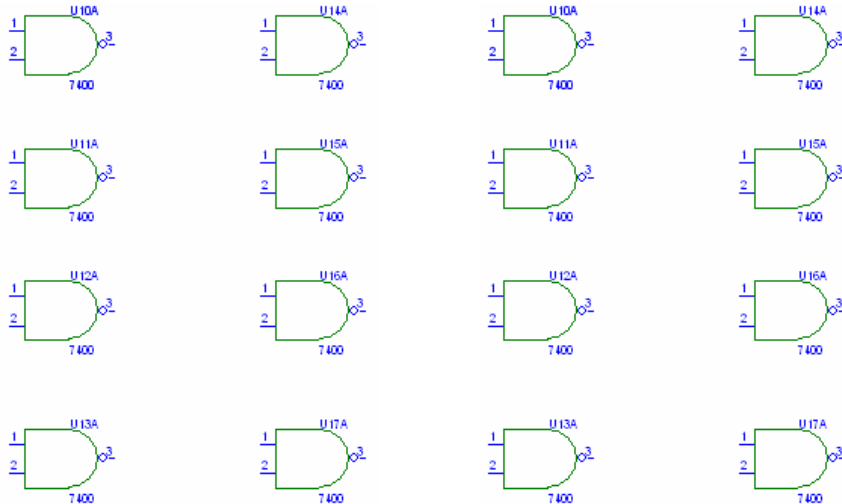 U10A U14A U10A U14A
1 3 1 3 1 3 1 3
2 2 2 2
7400 7400 7400 7400
U11A U15A U11A U15A
1 3 1 3 1 3 1 3
2 2 2 2
7400 7400 7400 7400
U12A U16A U12A U16A
1 3 1 3 1 3 1 3
2 2 2 2
7400 7400 7400 7400
U13A U17A U13A U17A
1 3 1 3 1 3 1 3
2 2 2 2
7400 7400 7400 7400